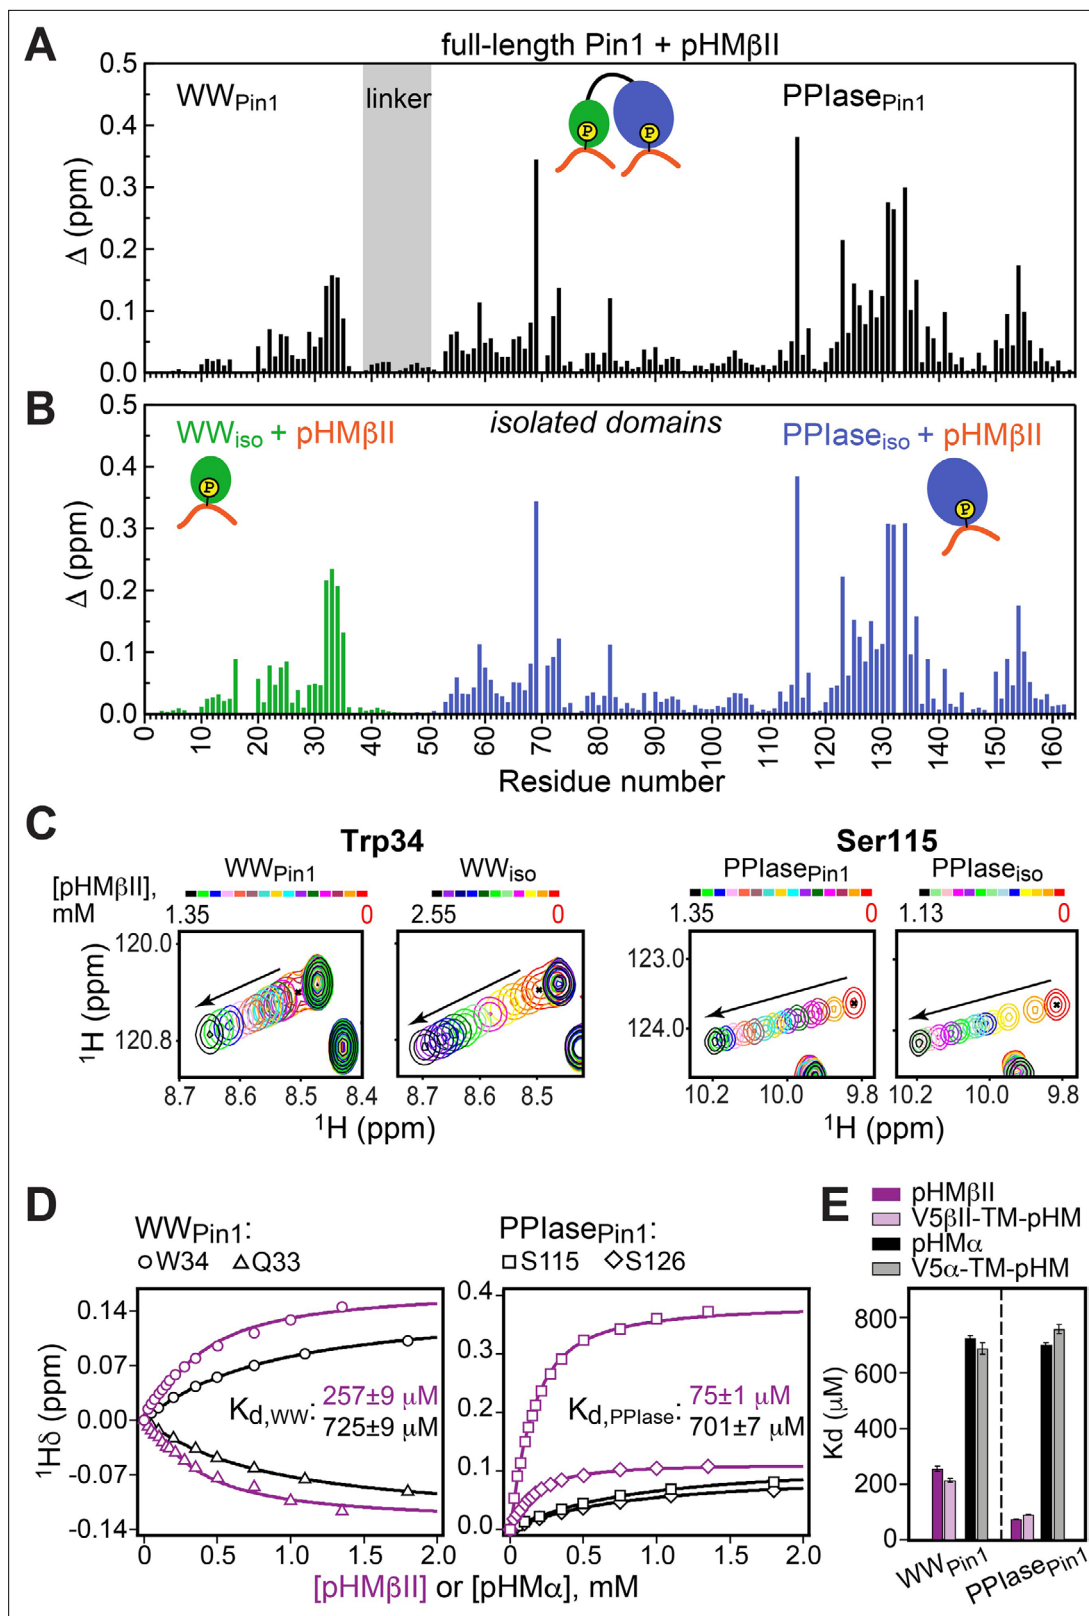 A
full-length Pin1 + pHMβII
WWPin1
linker
PPIasePin1
P
P
Δ (ppm)
0.5
0.4
0.3
0.2
0.1
0.0
B
WWiso + pHMβII
isolated domains
PPIaseiso + pHMβII
P
P
Δ (ppm)
0.5
0.4
0.3
0.2
0.1
0.0
0 10 20 30 40 50 60 70 80 90 100 110 120 130 140 150 160
Residue number
C
Trp34
Ser115
WWPin1
WWiso
PPIasePin1
PPIaseiso
[pHMβII],
mM
1.35 0
2.55 0
1.35 0
1.13 0
¹H (ppm)
120.0
120.8
123.0
124.0
8.7 8.6 8.5 8.4
8.7 8.6 8.5
10.2 10.0 9.8
10.2 10.0 9.8
¹H (ppm)
¹H (ppm)
D
WWPin1:
W34 Q33
PPIasePin1:
S115 S126
¹Hδ (ppm)
0.14
0.07
0.00
-0.07
-0.14
Kd,WW: 257±9 μM
725±9 μM
0.4
0.3
0.2
0.1
0.0
Kd,PPIase: 75±1 μM
701±7 μM
0 0.5 1.0 1.5 2.0
0 0.5 1.0 1.5 2.0
[pHMβII] or [pHMα], mM
E
pHMβII
V5βII-TM-pHM
pHMα
V5α-TM-pHM
Kd (μM)
800
600
400
200
0
WWPin1
PPIasePin1